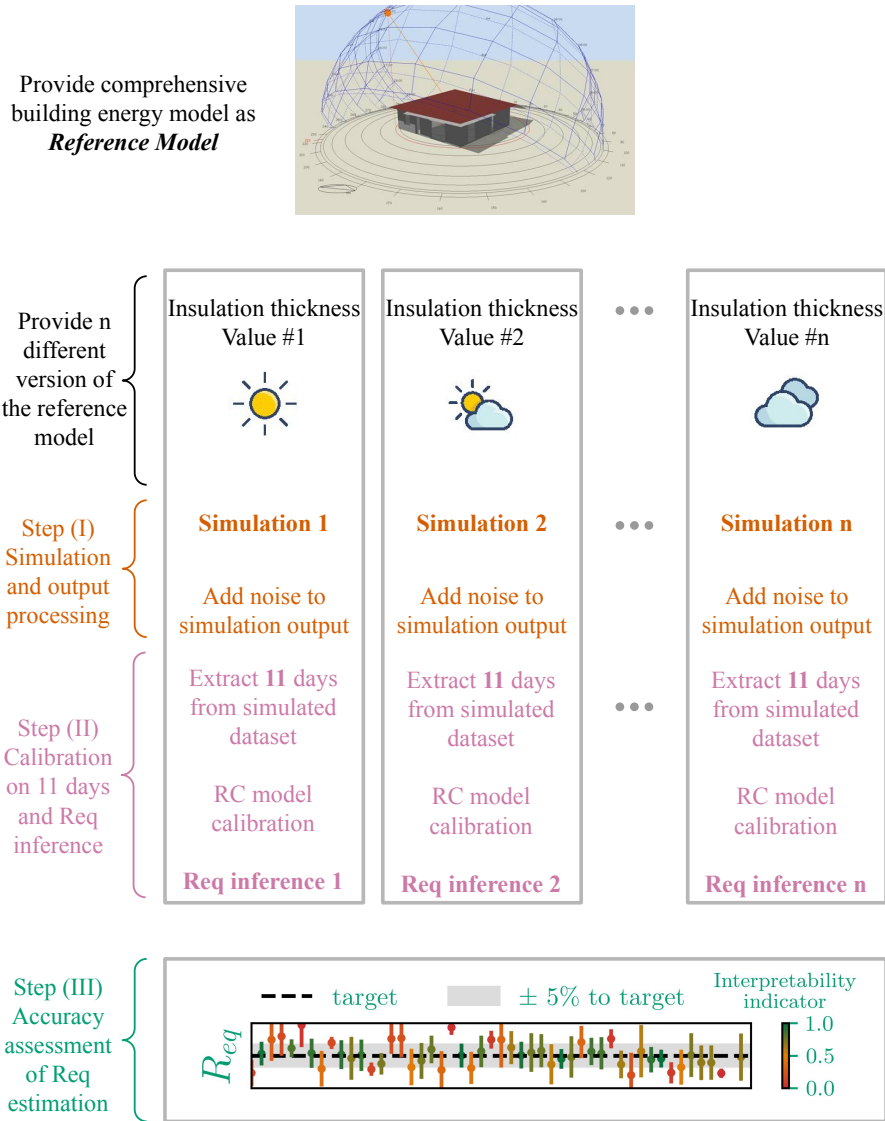 Provide comprehensive
building energy model as
Reference Model
Provide n
different
version of
the reference
model
Insulation thickness
Value #1
Insulation thickness
Value #2
Insulation thickness
Value #n
Step (I)
Simulation
and output
processing
Simulation 1
Simulation 2
Simulation n
Add noise to
simulation output
Add noise to
simulation output
Add noise to
simulation output
Step (II)
Calibration
on 11 days
and Req
inference
Extract 11 days
from simulated
dataset
Extract 11 days
from simulated
dataset
Extract 11 days
from simulated
dataset
RC model
calibration
RC model
calibration
RC model
calibration
Req inference 1
Req inference 2
Req inference n
Step (III)
Accuracy
assessment
of Req
estimation
target
± 5% to target
Interpretability
indicator
R_eq
1.0
0.5
0.0